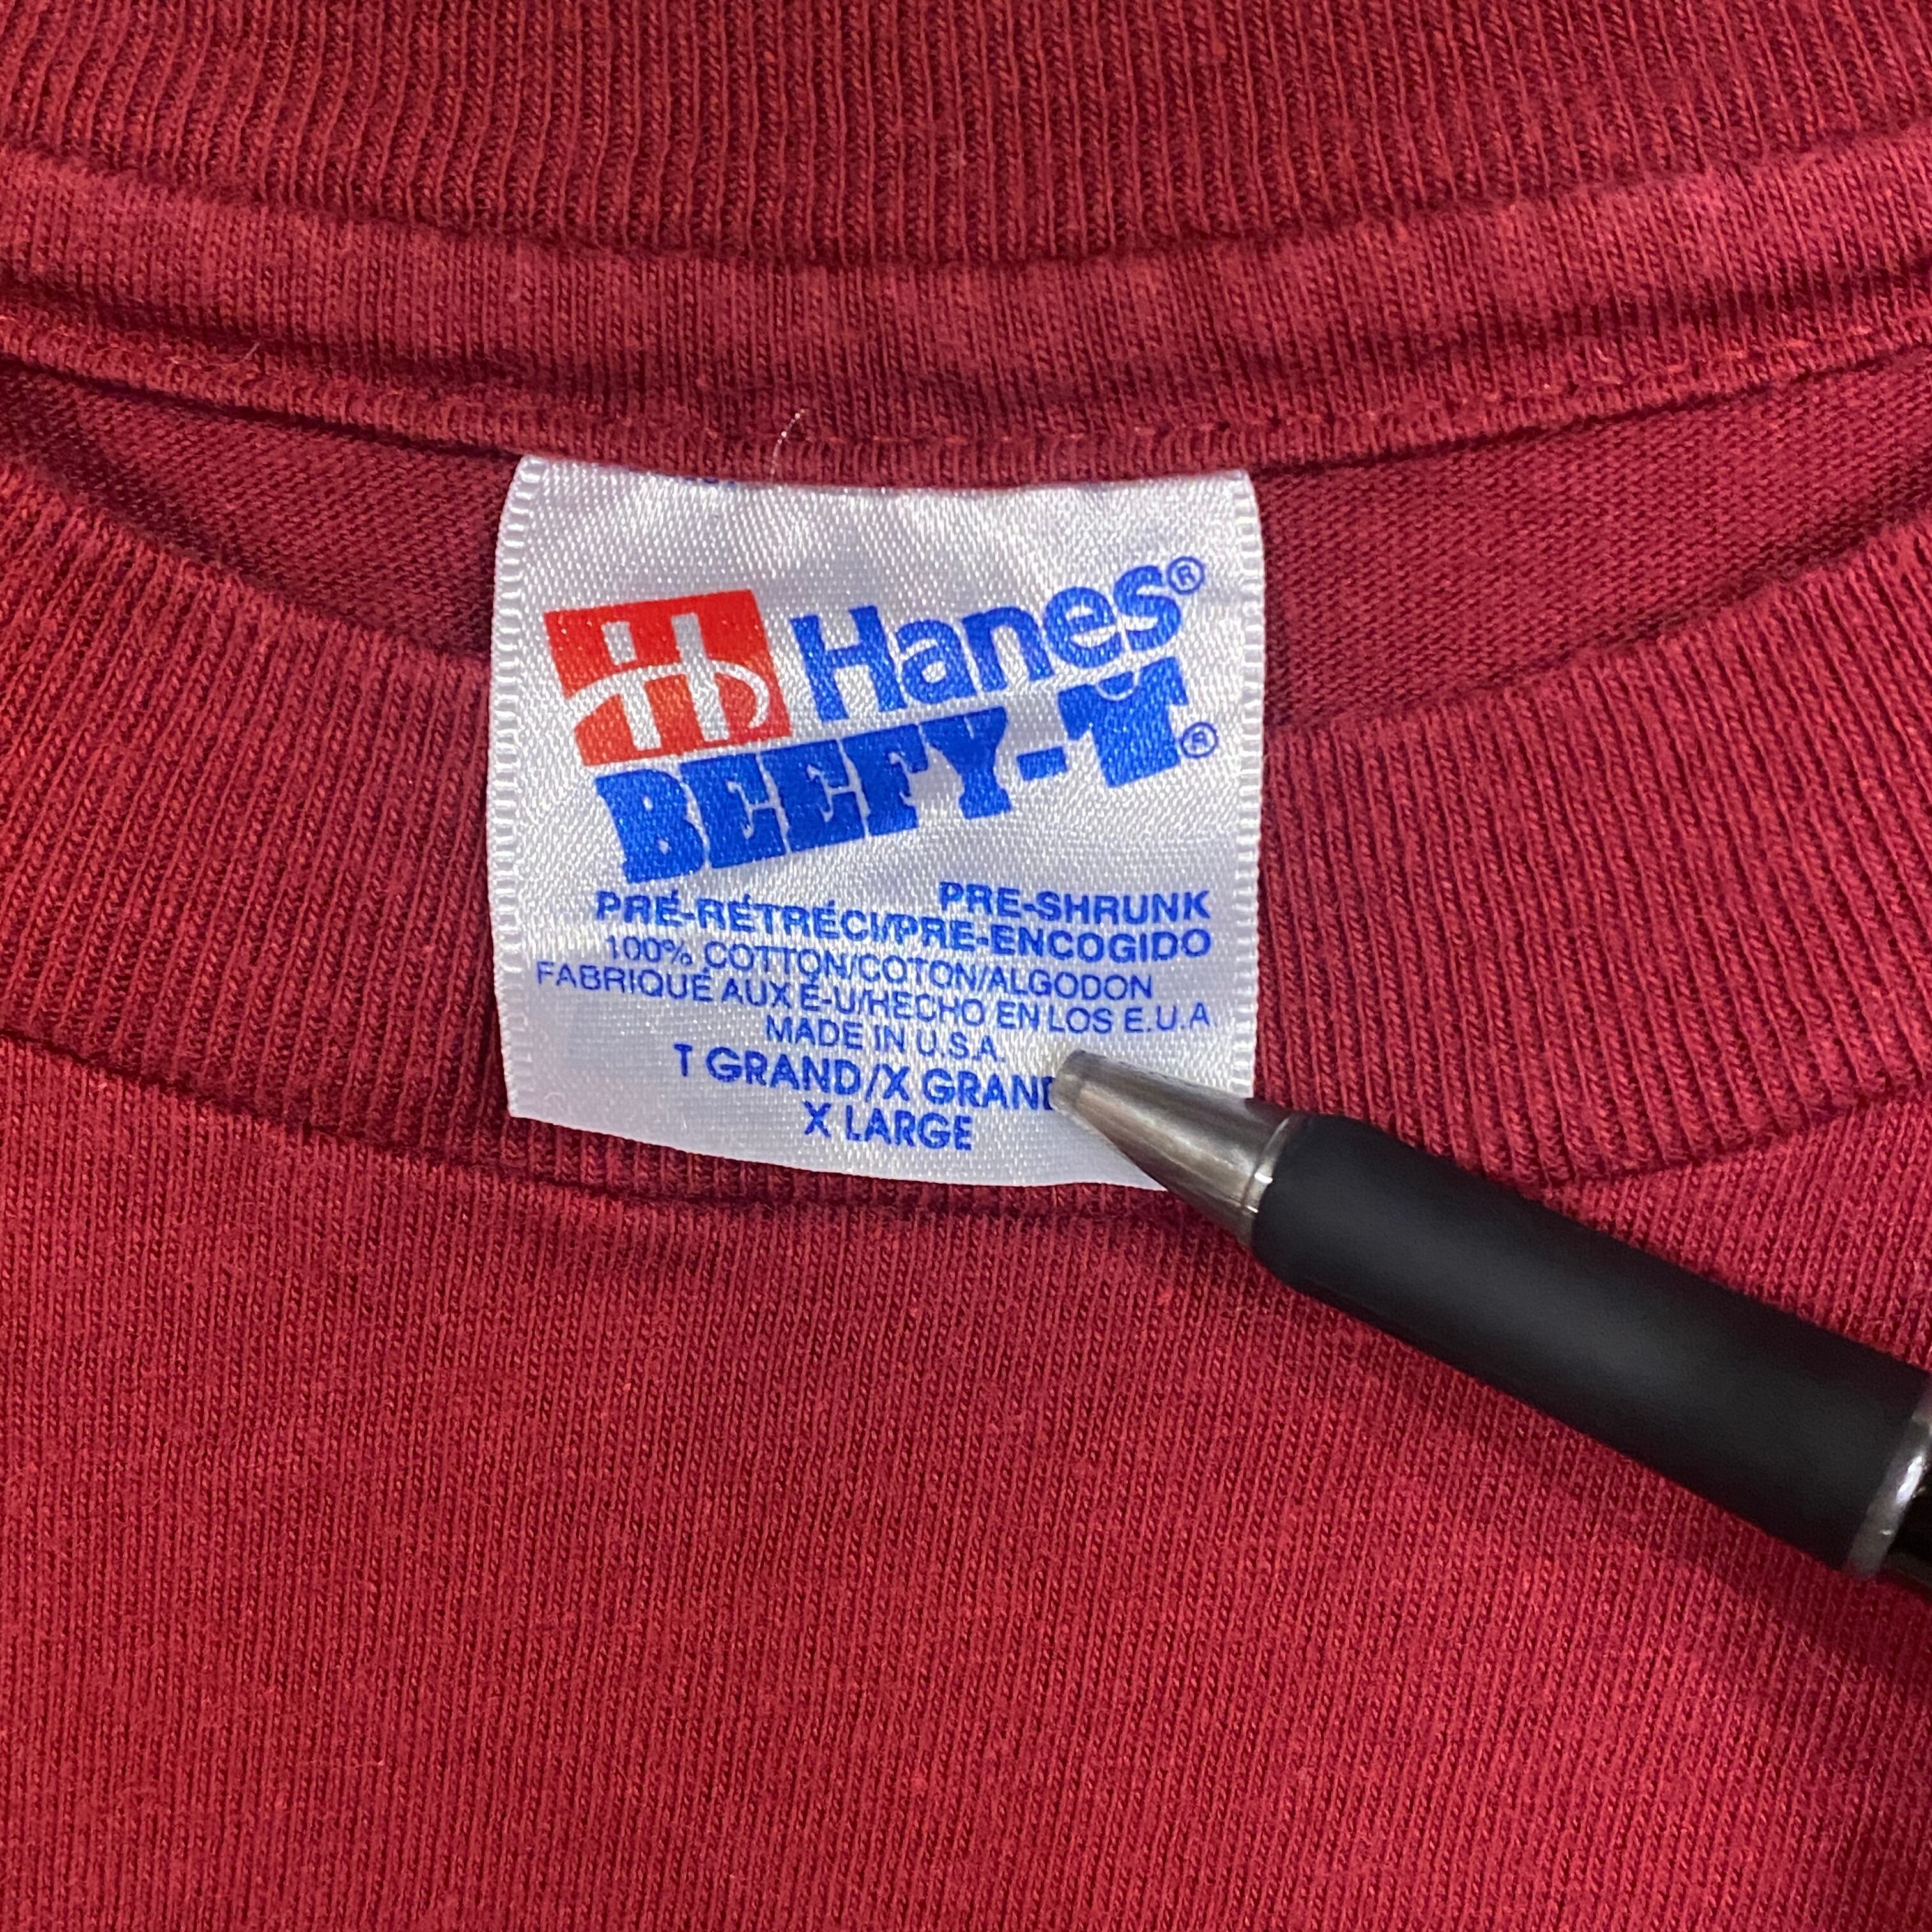 Hanes®
BEEFY-T®
PRE-SHRUNK
PRÉ-RÉTRÉCI/PRE-ENCOGIDO
100% COTTON/COTON/ALGODON
FABRIQUÉ AUX É-U/HECHO EN LOS E.U.A
MADE IN U.S.A.
T GRAND/X GRAND
X LARGE